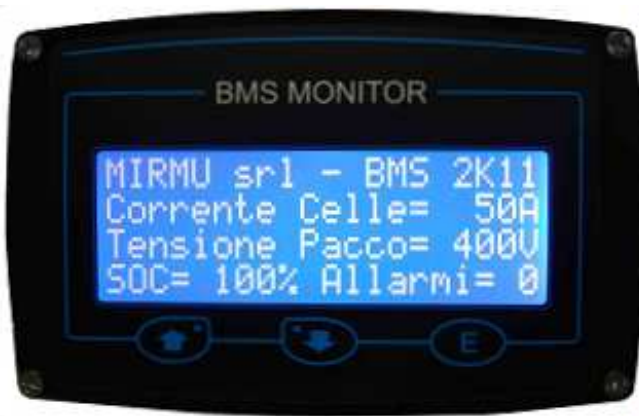 BMS MONITOR
MIRMU srl - BMS 2K11
Corrente Celle= 50A
Tensione Pacco= 400V
SOC= 100% Allarmi= 0
E